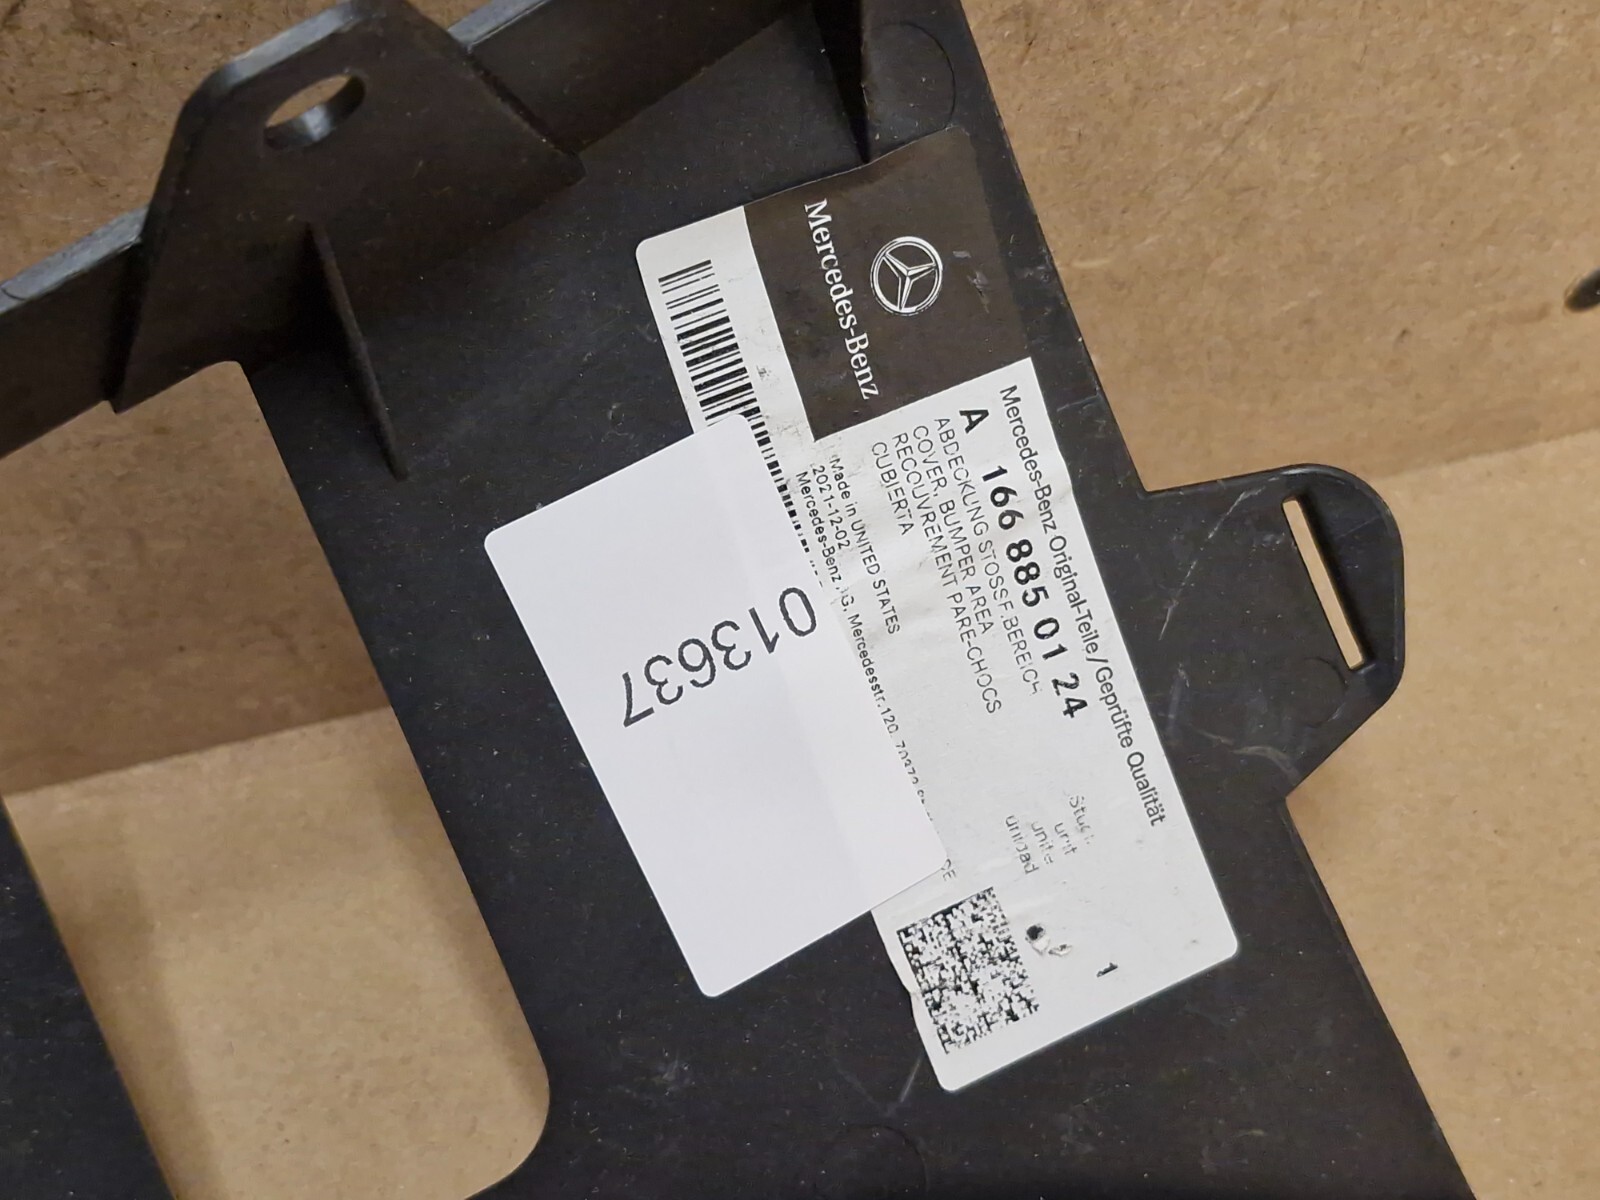 Mercedes-Benz
Mercedes-Benz Original-Teile/Geprüfte Qualität
A 166 885 01 24
ABDECKUNG STOSSF.BEREICH
COVER, BUMPER AREA
RECOUVREMENT PARE-CHOCS
CUBIERTA
unit
unite
unidad
1
Made in UNITED STATES
2021-12-02
Mercedes-Benz AG, Mercedesstr.120,
013637